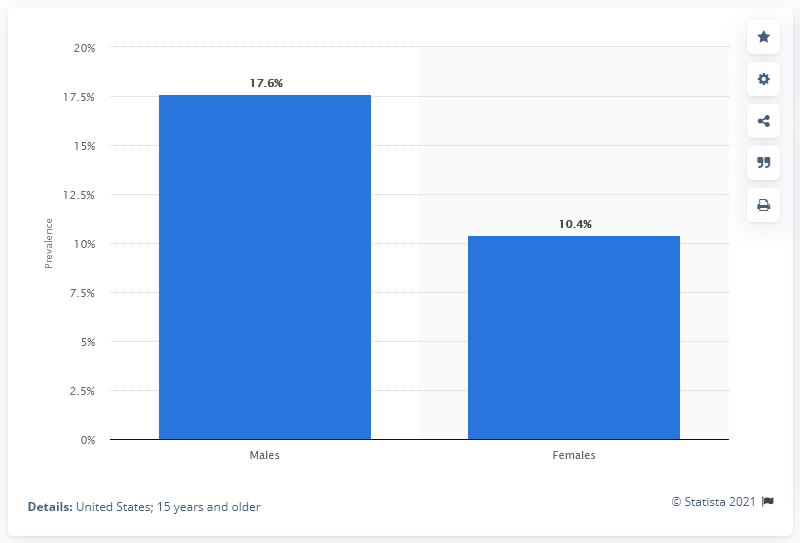 20%
17.6%
17.5%
15%
12.5%
10.4%
10%
7.5%
5%
2.5%
0%
Prevalence
Males Females
Details: United States; 15 years and older
© Statista 2021